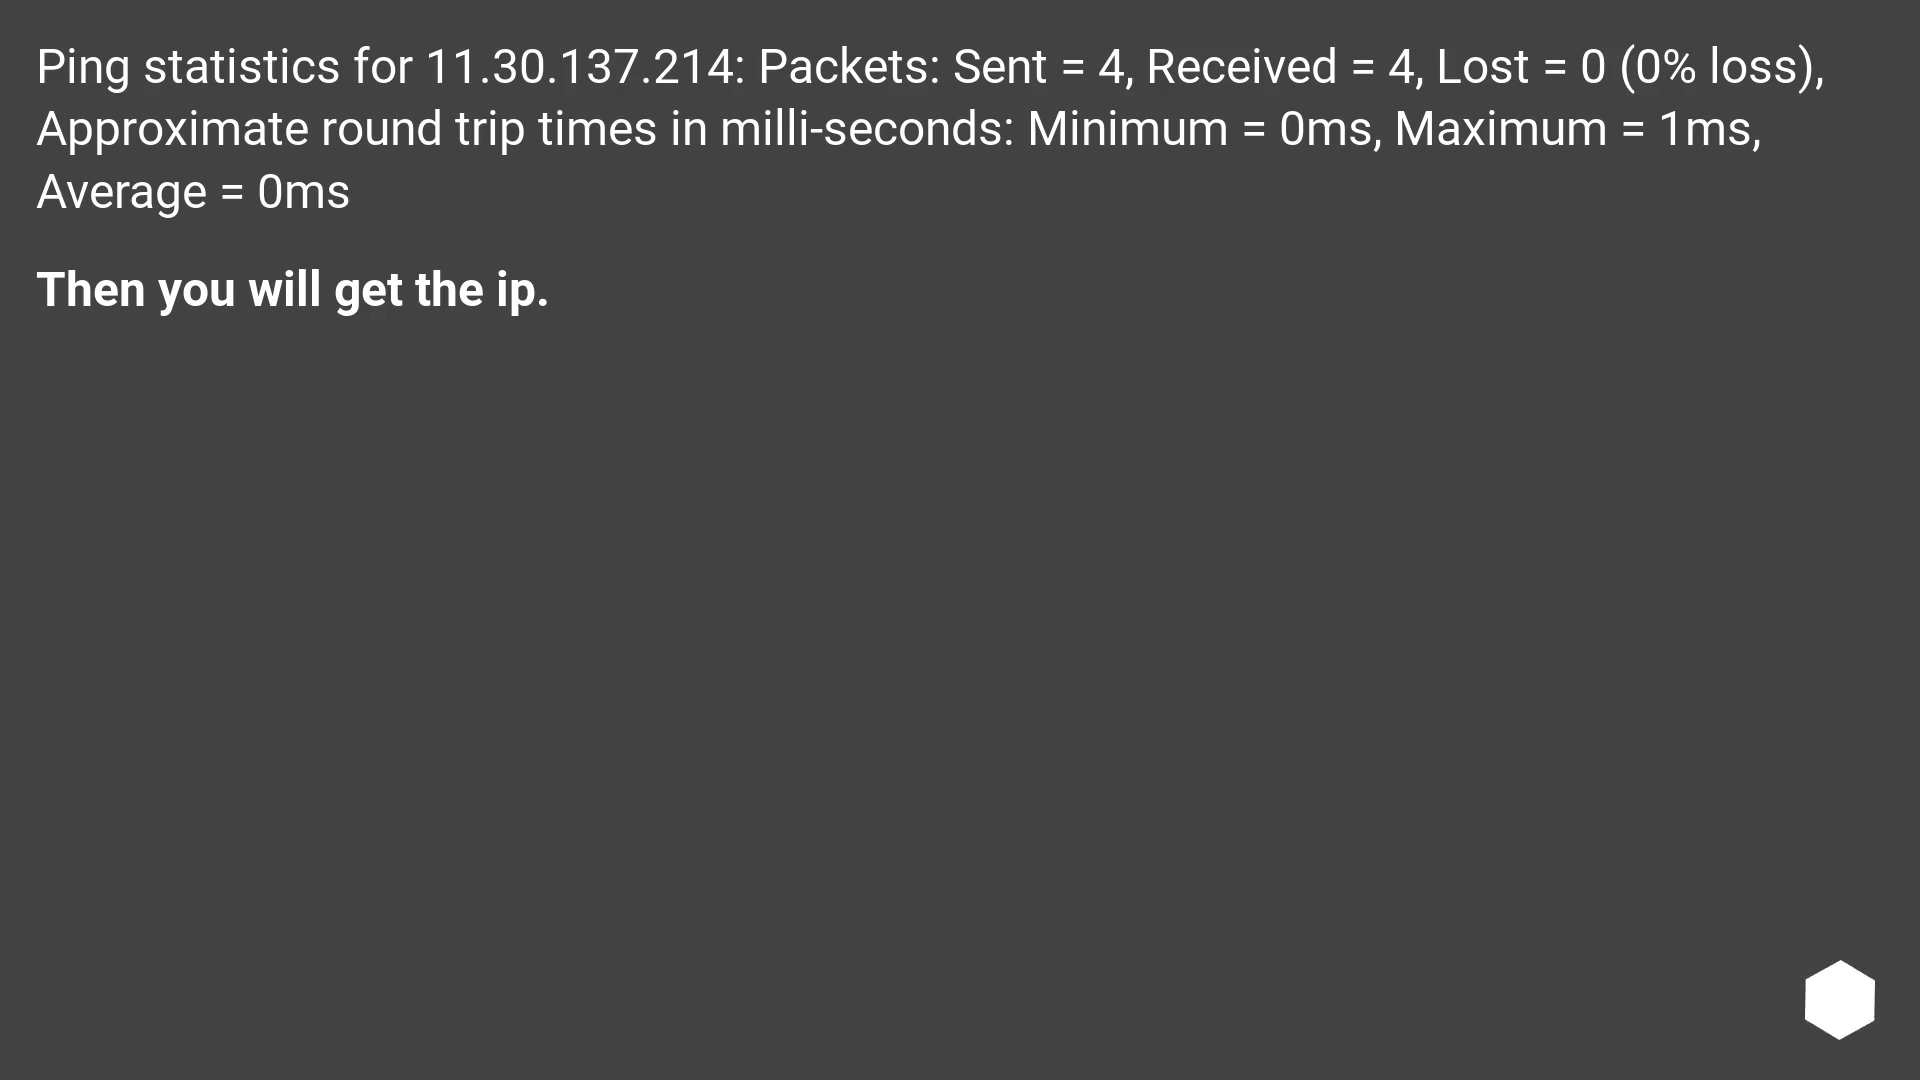 Ping statistics for 11.30.137.214: Packets: Sent = 4, Received = 4, Lost = 0 (0% loss),
Approximate round trip times in milli-seconds: Minimum = 0ms, Maximum = 1ms,
Average = 0ms
Then you will get the ip.